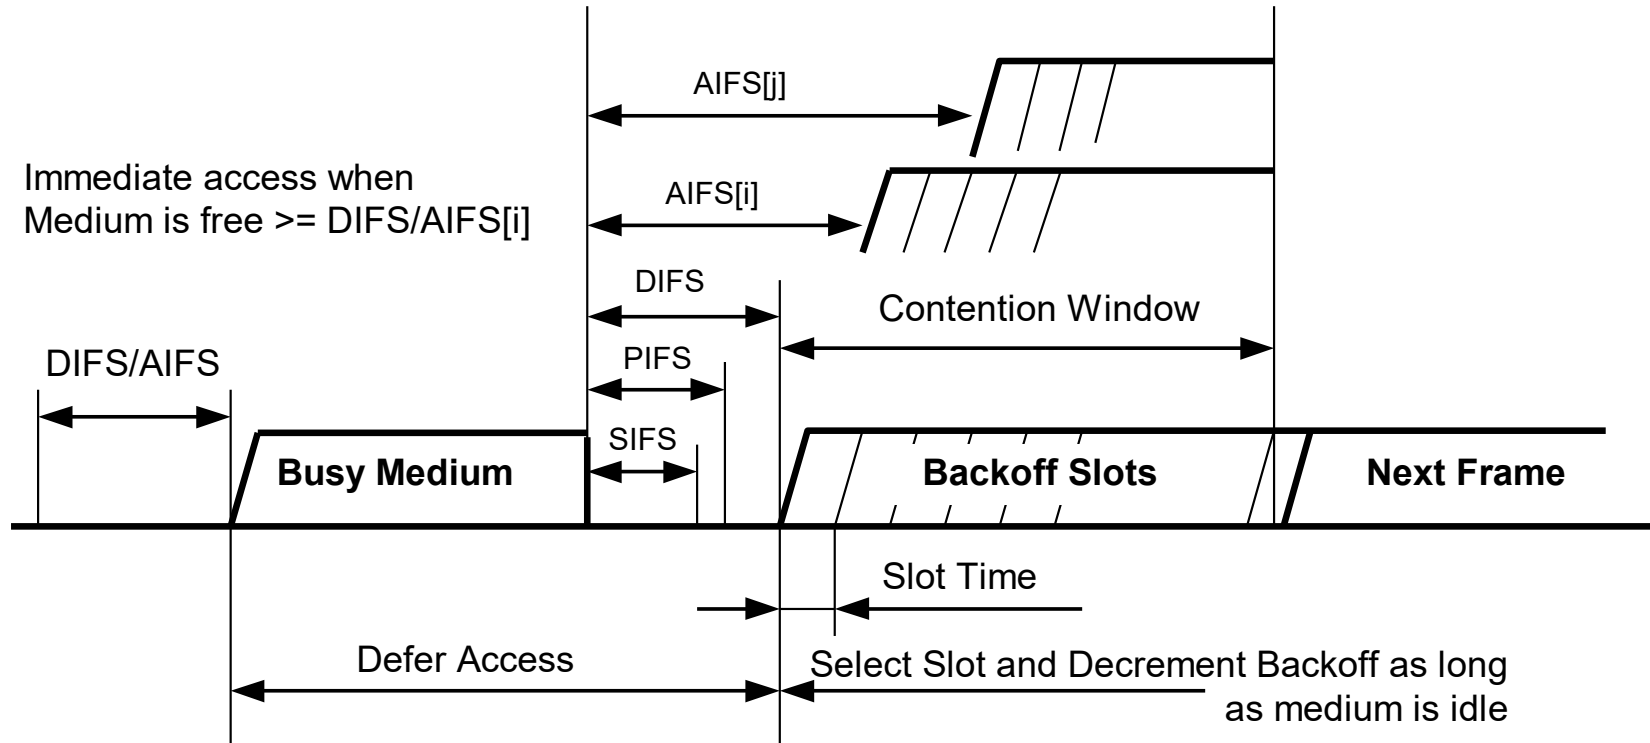 AIFS[j]
Immediate access when
Medium is free >= DIFS/AIFS[i]
AIFS[i]
DIFS
Contention Window
DIFS/AIFS
PIFS
SIFS
Busy Medium
Backoff Slots
Next Frame
Slot Time
Defer Access
Select Slot and Decrement Backoff as long
as medium is idle